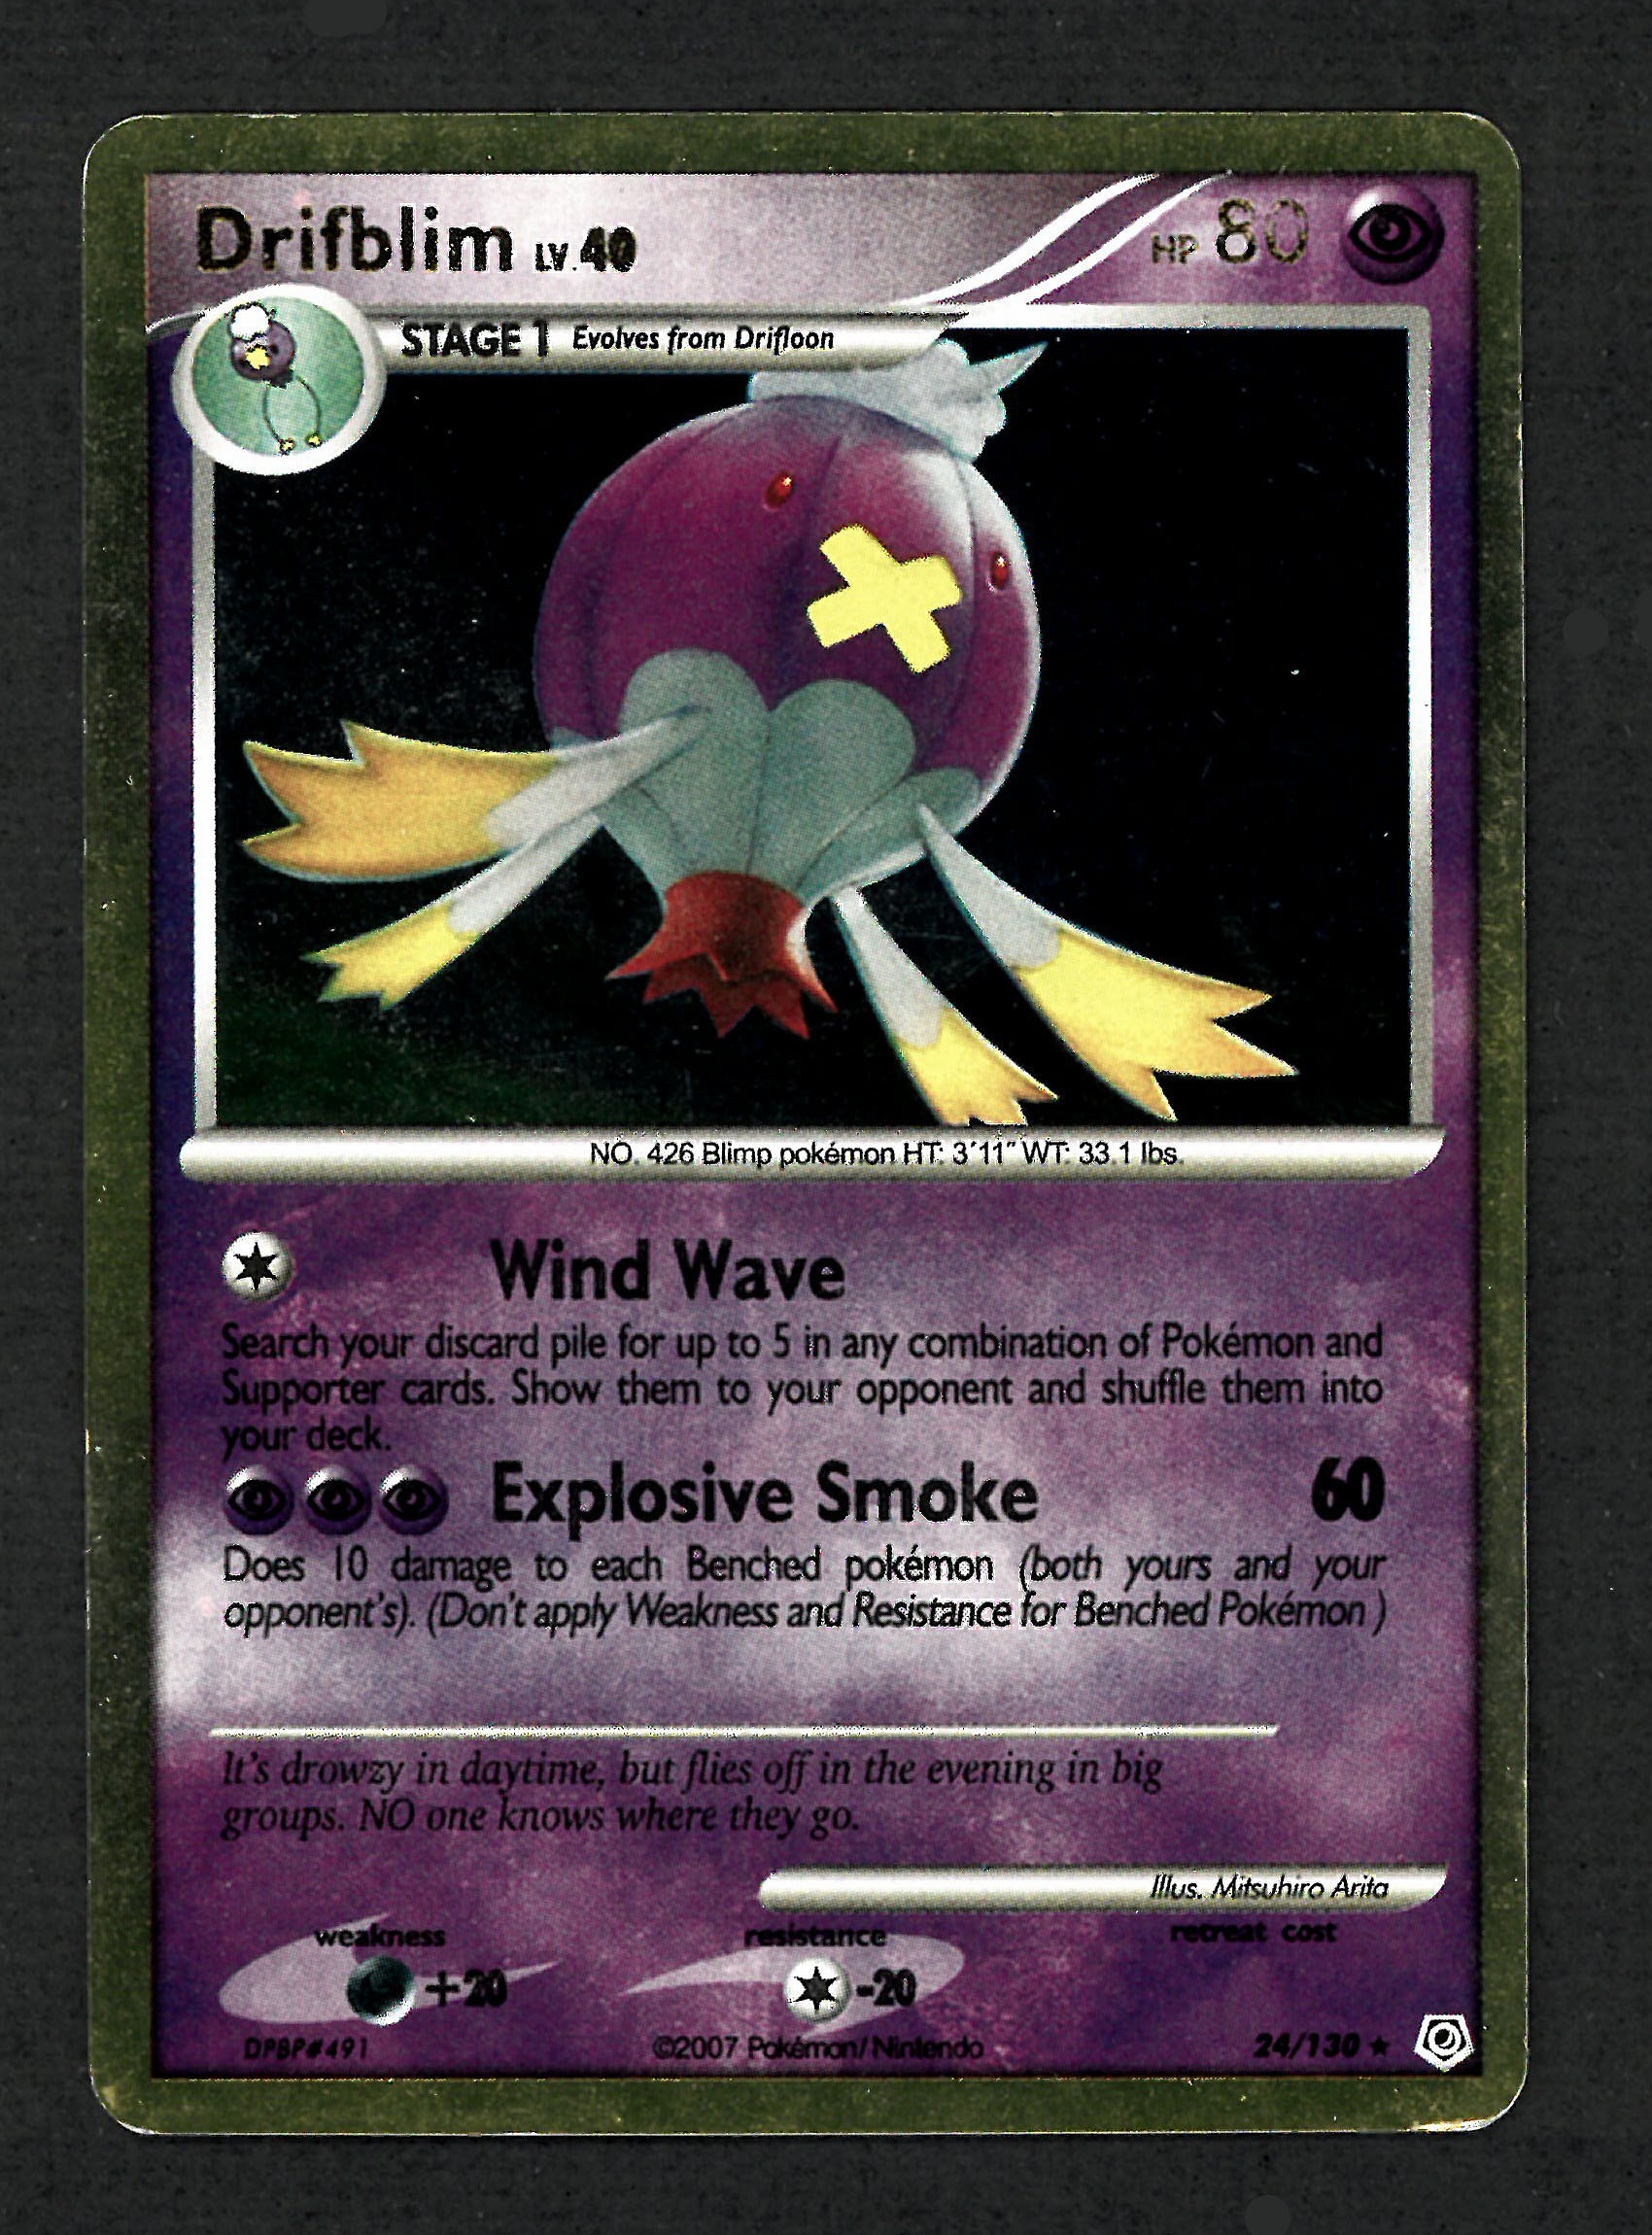 Drifblim LV.40
HP 80
STAGE 1 Evolves from Drifloon
NO. 426 Blimp pokémon HT: 3'11" WT: 33.1 lbs.
Wind Wave
Search your discard pile for up to 5 in any combination of Pokémon and
Supporter cards. Show them to your opponent and shuffle them into
your deck.
Explosive Smoke 60
Does 10 damage to each Benched pokémon (both yours and your
opponent's). (Don't apply Weakness and Resistance for Benched Pokémon )
It's drowzy in daytime, but flies off in the evening in big
groups. NO one knows where they go.
Illus. Mitsuhiro Arita
weakness resistance retreat cost
+20 -20
DPBP#491 ©2007 Pokémon/Nintendo 24/130